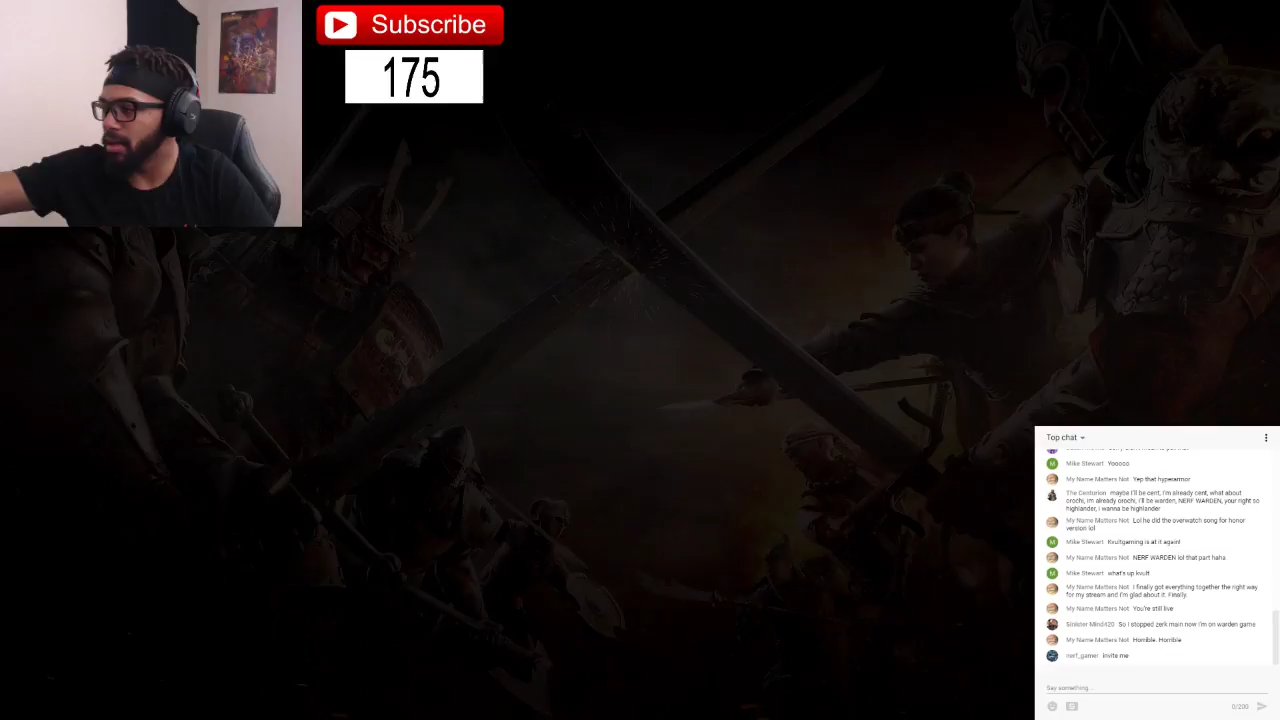 Subscribe
175
Top chat
Mike Stewart Yooooo
My Name Matters Not Yep that hyperarmor
The Centurion maybe I'll be cent, i'm already cent, what about
orochi, im already orochi, i'll be warden, NERF WARDEN, your right so
highlander, i wanna be highlander
My Name Matters Not Lol he did the overwatch song for honor
version lol
Mike Stewart Kvultgaming is at it again!
My Name Matters Not NERF WARDEN lol that part haha
Mike Stewart what's up kvult
My Name Matters Not I finally got everything together the right way
for my stream and I'm glad about it. Finally.
My Name Matters Not You're still live
Sinister Mind420 So I stopped zerk main now I'm on warden game
My Name Matters Not Horrible. Horrible
nerf_gamer invite me
Say something...
0/200